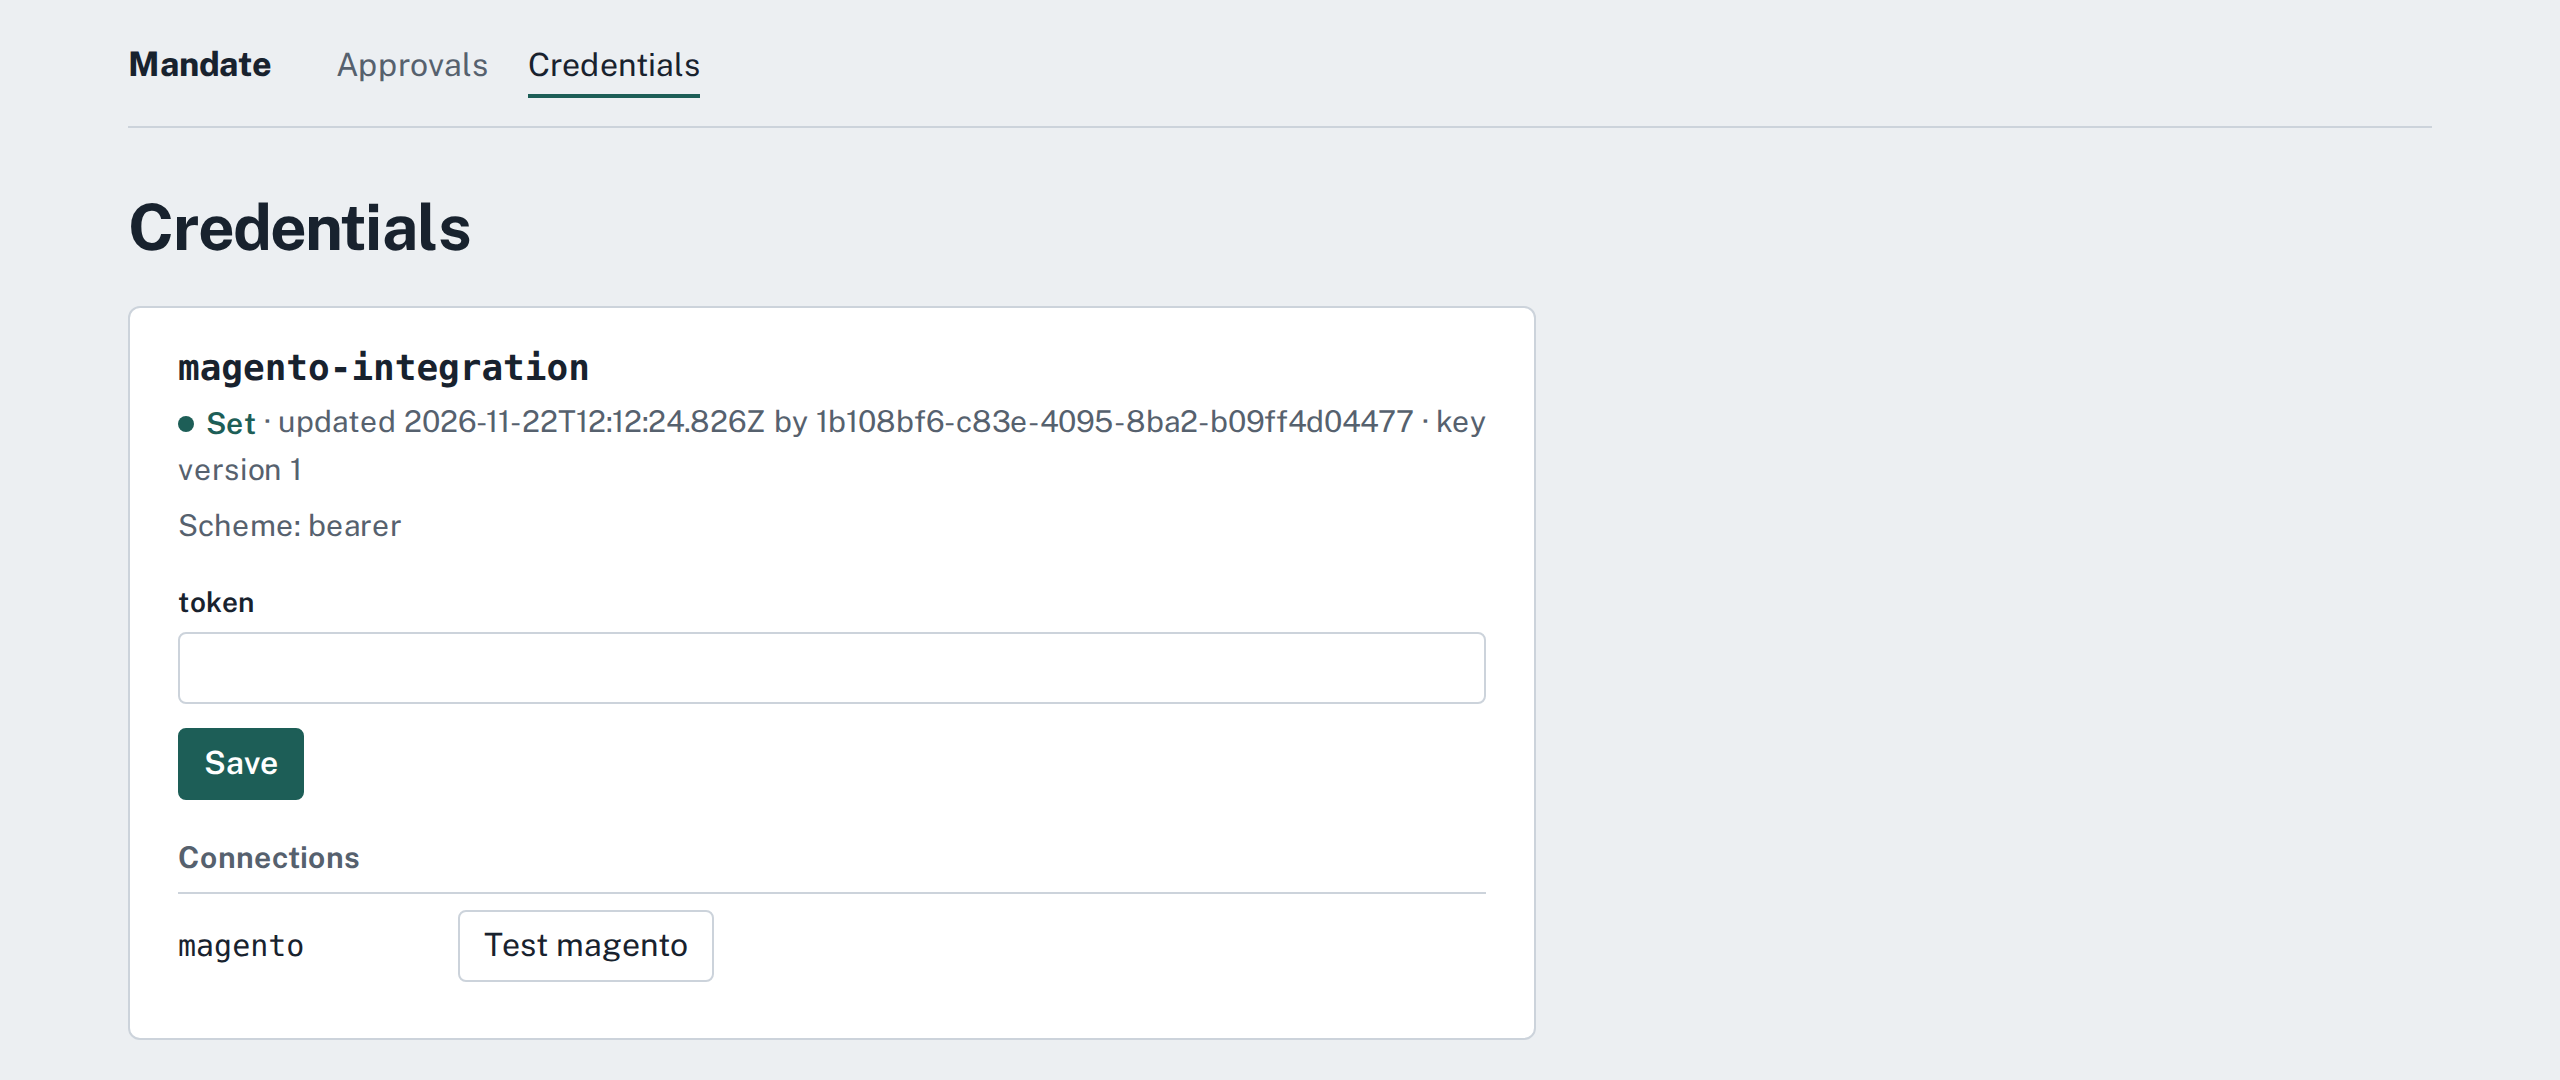 Mandate Approvals Credentials
Credentials
magento-integration
Set · updated 2026-11-22T12:12:24.826Z by 1b108bf6-c83e-4095-8ba2-b09ff4d04477 · key
version 1
Scheme: bearer
token
Save
Connections
magento Test magento